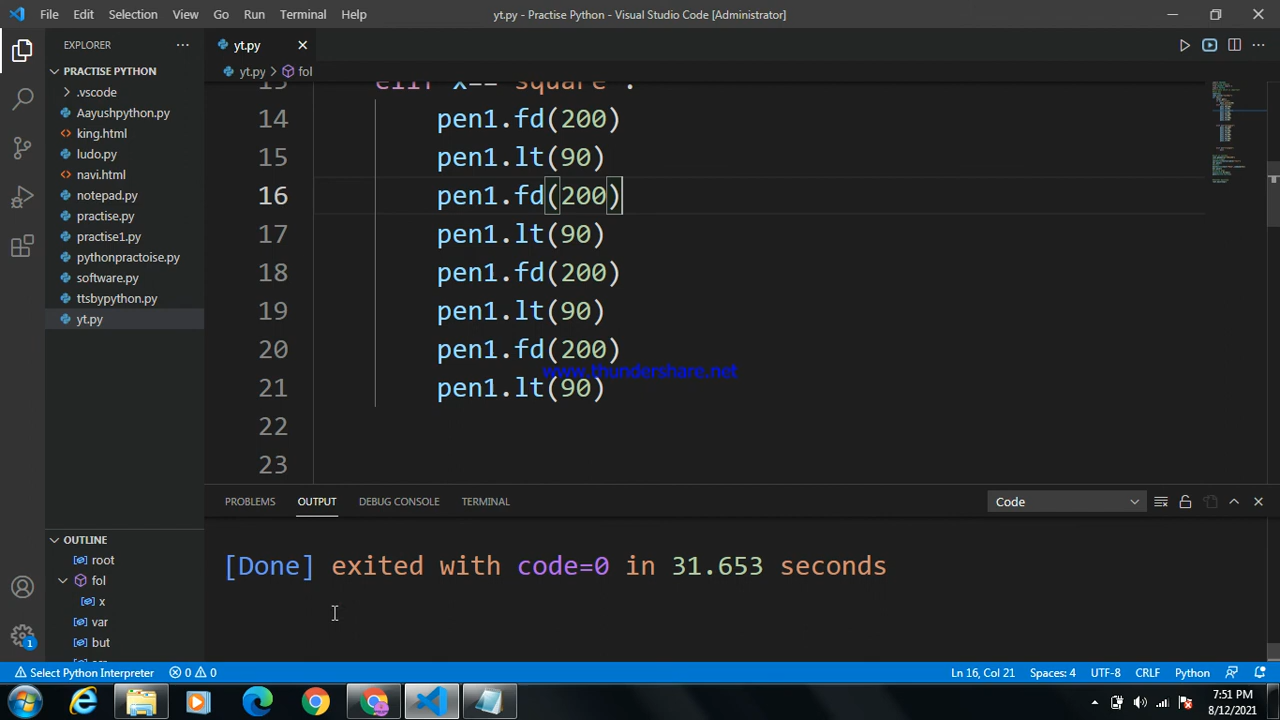 File Edit Selection View Go Run Terminal Help
yt.py - Practise Python - Visual Studio Code [Administrator]
EXPLORER
PRACTISE PYTHON
.vscode
Aayushpython.py
king.html
ludo.py
navi.html
notepad.py
practise.py
practise1.py
pythonpractoise.py
software.py
ttsbypython.py
yt.py
OUTLINE
root
fol
x
var
but
yt.py
yt.py > fol
elif x=="square":
14 pen1.fd(200)
15 pen1.lt(90)
16 pen1.fd(200)
17 pen1.lt(90)
18 pen1.fd(200)
19 pen1.lt(90)
20 pen1.fd(200)
www.thundershare.net
21 pen1.lt(90)
22
23
PROBLEMS OUTPUT DEBUG CONSOLE TERMINAL
Code
[Done] exited with code=0 in 31.653 seconds
1
Select Python Interpreter 0 0
Ln 16, Col 21 Spaces: 4 UTF-8 CRLF Python
7:51 PM
8/12/2021